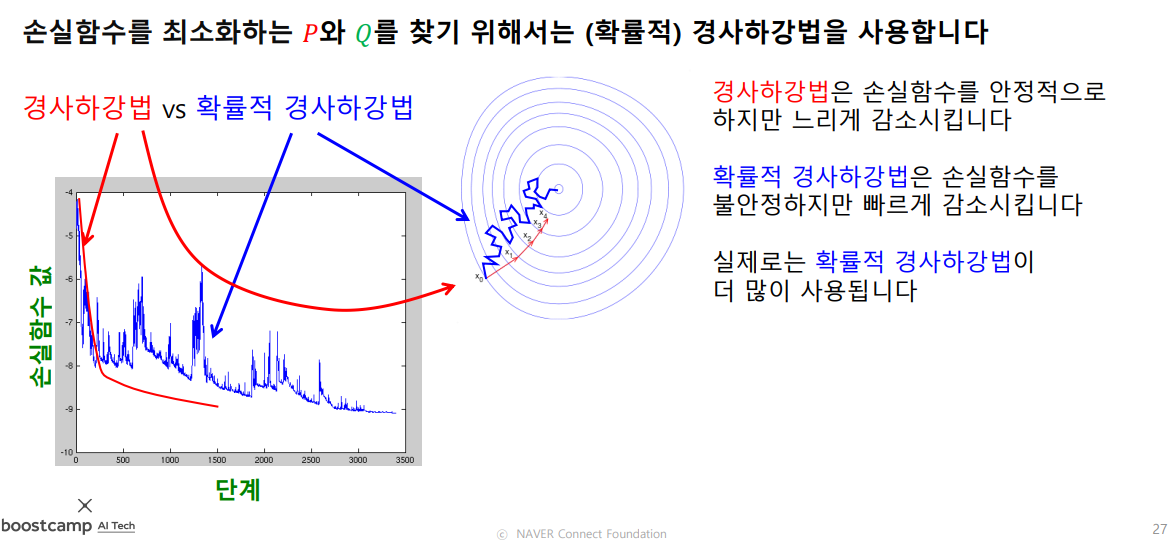 손실함수를 최소화하는 P와 Q를 찾기 위해서는 (확률적) 경사하강법을 사용합니다
경사하강법 vs 확률적 경사하강법
손실함수 값
-4
-5
-6
-7
-8
-9
-10
0 500 1000 1500 2000 2500 3000 3500
단계
x0
x1
x2
x3
x4
경사하강법은 손실함수를 안정적으로
하지만 느리게 감소시킵니다
확률적 경사하강법은 손실함수를
불안정하지만 빠르게 감소시킵니다
실제로는 확률적 경사하강법이
더 많이 사용됩니다
boostcamp AI Tech
ⓒ NAVER Connect Foundation
27